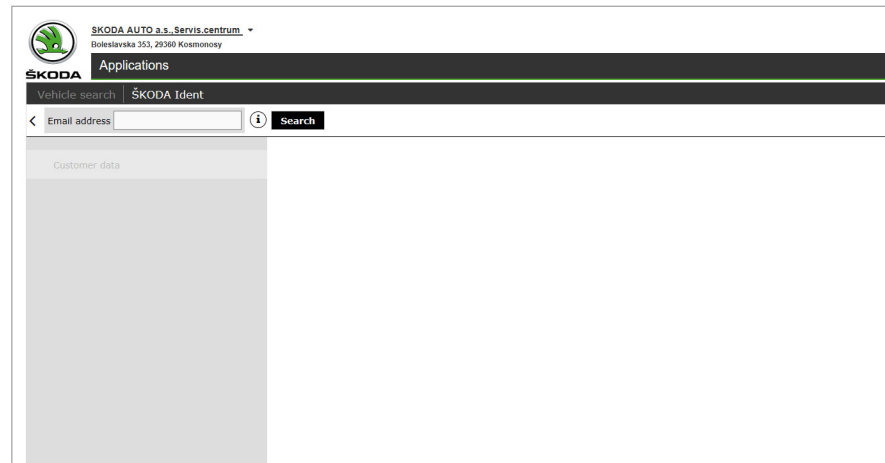 SKODA AUTO a.s.,Servis.centrum
Boleslavska 353, 29360 Kosmonosy
ŠKODA
Applications
Vehicle search ŠKODA Ident
Email address i Search
Customer data